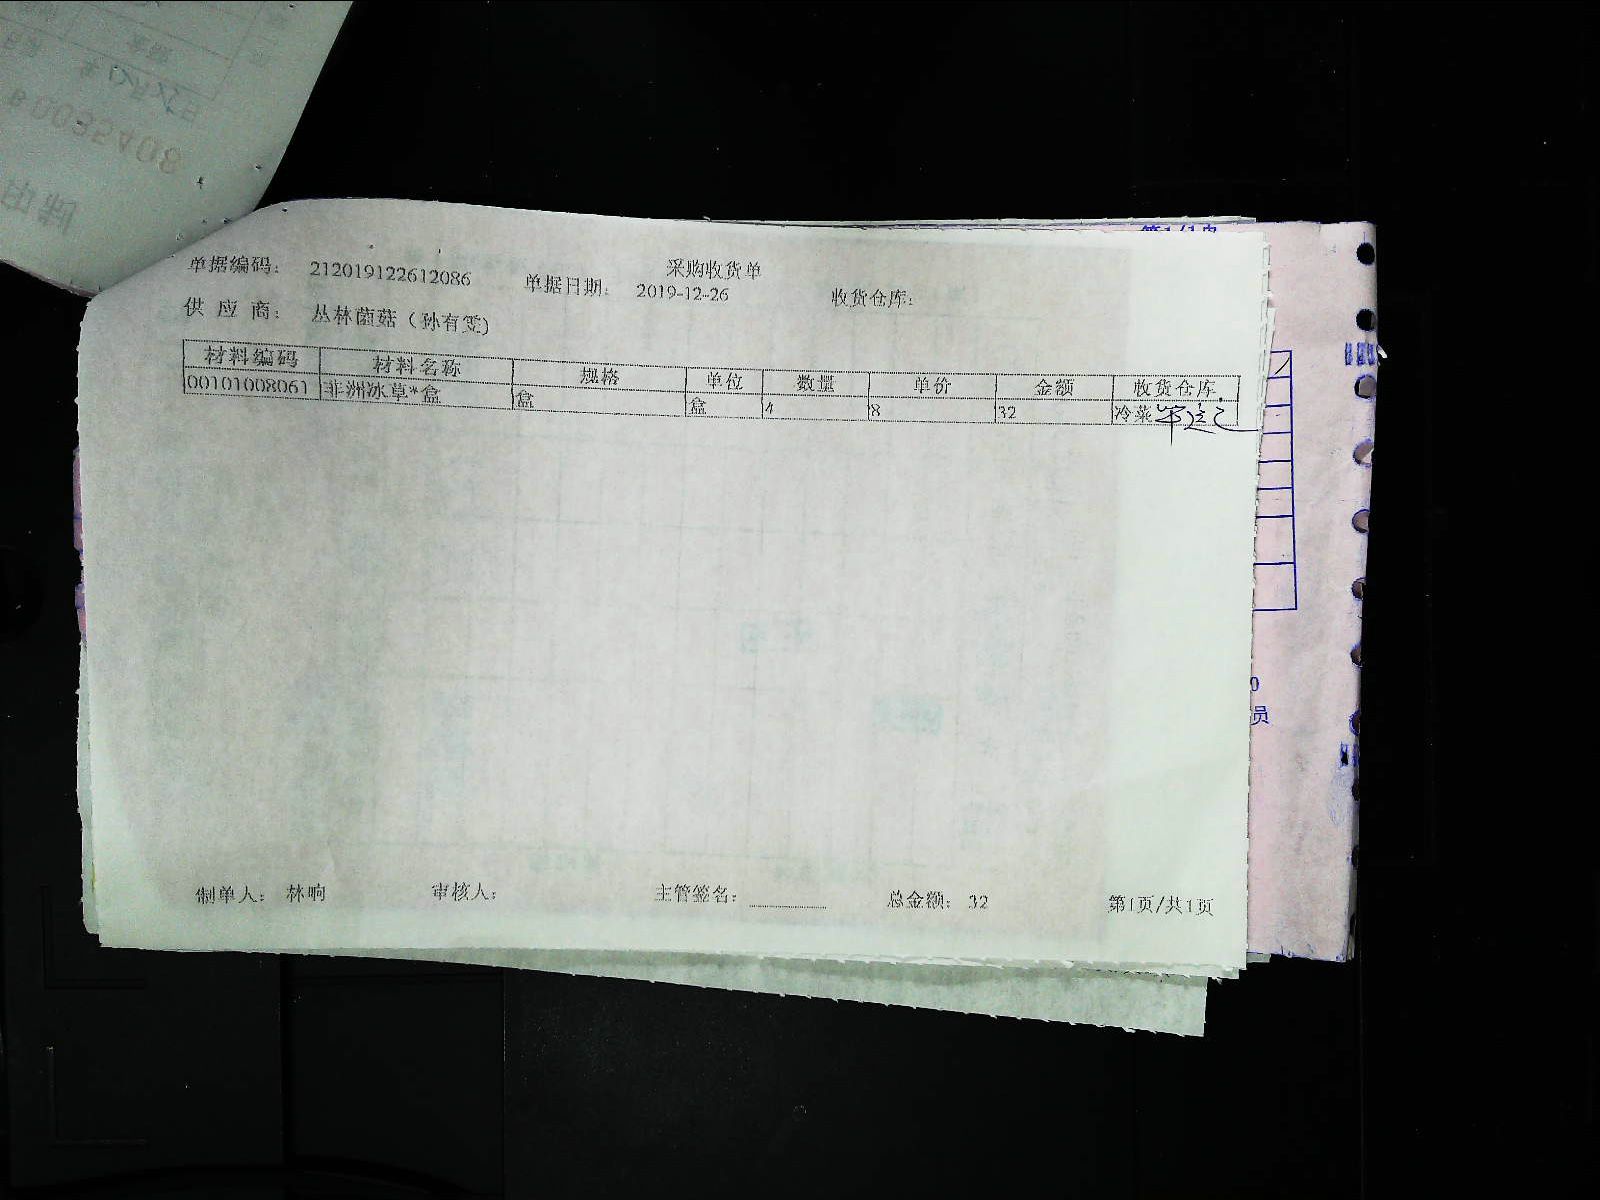 采购收货单
单据编码： 212019122612086 单据日期： 2019-12-26 收货仓库：
供 应 商： 丛林菌菇（孙有雯）
材料编码 材料名称 规格 单位 数量 单价 金额 收货仓库
00101008061 非洲冰草*盒 盒 盒 4 8 32 冷菜
制单人： 林响 审核人： 主管签名： 总金额： 32 第1页/共1页
员